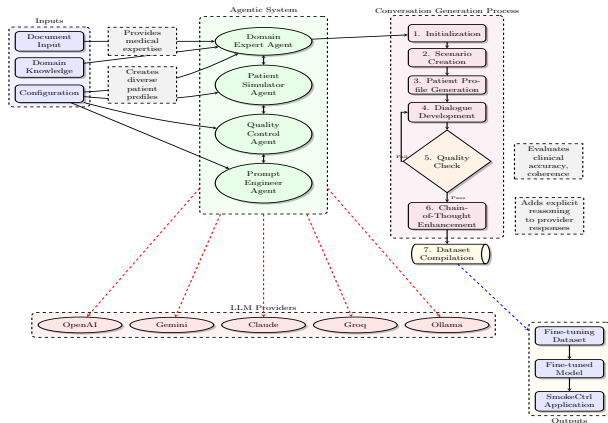 Inputs
Document
Input
Domain
Knowledge
Configuration
Provides
medical
expertise
Creates
diverse
patient
profiles
Agentic System
Domain
Expert Agent
Patient
Simulator
Agent
Quality
Control
Agent
Prompt
Engineer
Agent
Conversation Generation Process
1. Initialization
2. Scenario
Creation
3. Patient Pro-
file Generation
4. Dialogue
Development
Fail
5. Quality
Check
Pass
6. Chain-
of-Thought
Enhancement
7. Dataset
Compilation
Evaluates
clinical
accuracy,
coherence
Adds explicit
reasoning
to provider
responses
LLM Providers
OpenAI
Gemini
Claude
Groq
Ollama
Fine-tuning
Dataset
Fine-tuned
Model
SmokeCtrl
Application
Outputs